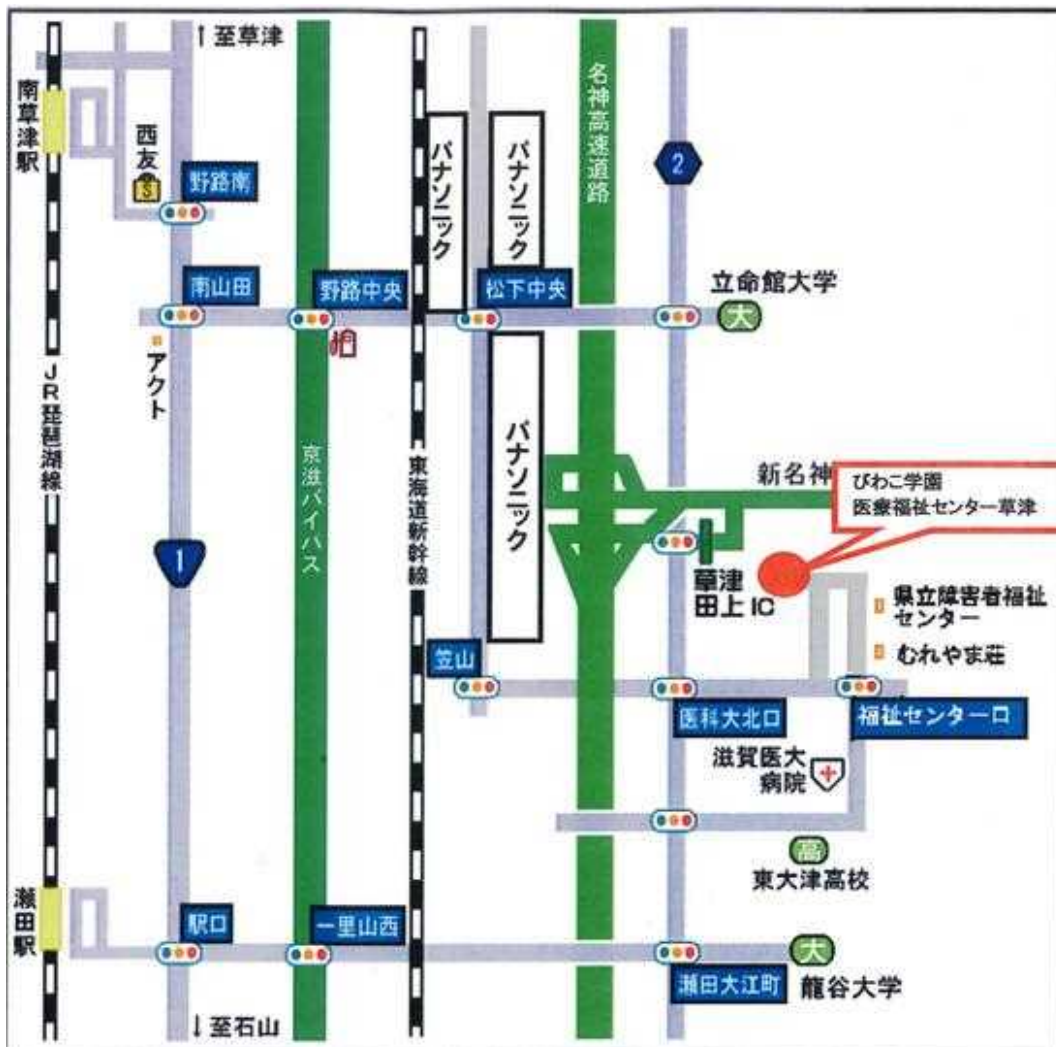 ↑至草津
南草津駅
西友
S
野路南
パナソニック
パナソニック
名神高速道路
2
南山田
野路中央
松下中央
立命館大学
大
アクト
JR琵琶湖線
京滋バイパス
東海道新幹線
パナソニック
新名神
びわこ学園
医療福祉センター草津
1
草津
田上IC
県立障害者福祉
センター
むれやま荘
笠山
医科大北口
福祉センター口
滋賀医大
病院
高
東大津高校
瀬田駅
駅口
一里山西
大
瀬田大江町
龍谷大学
↓至石山